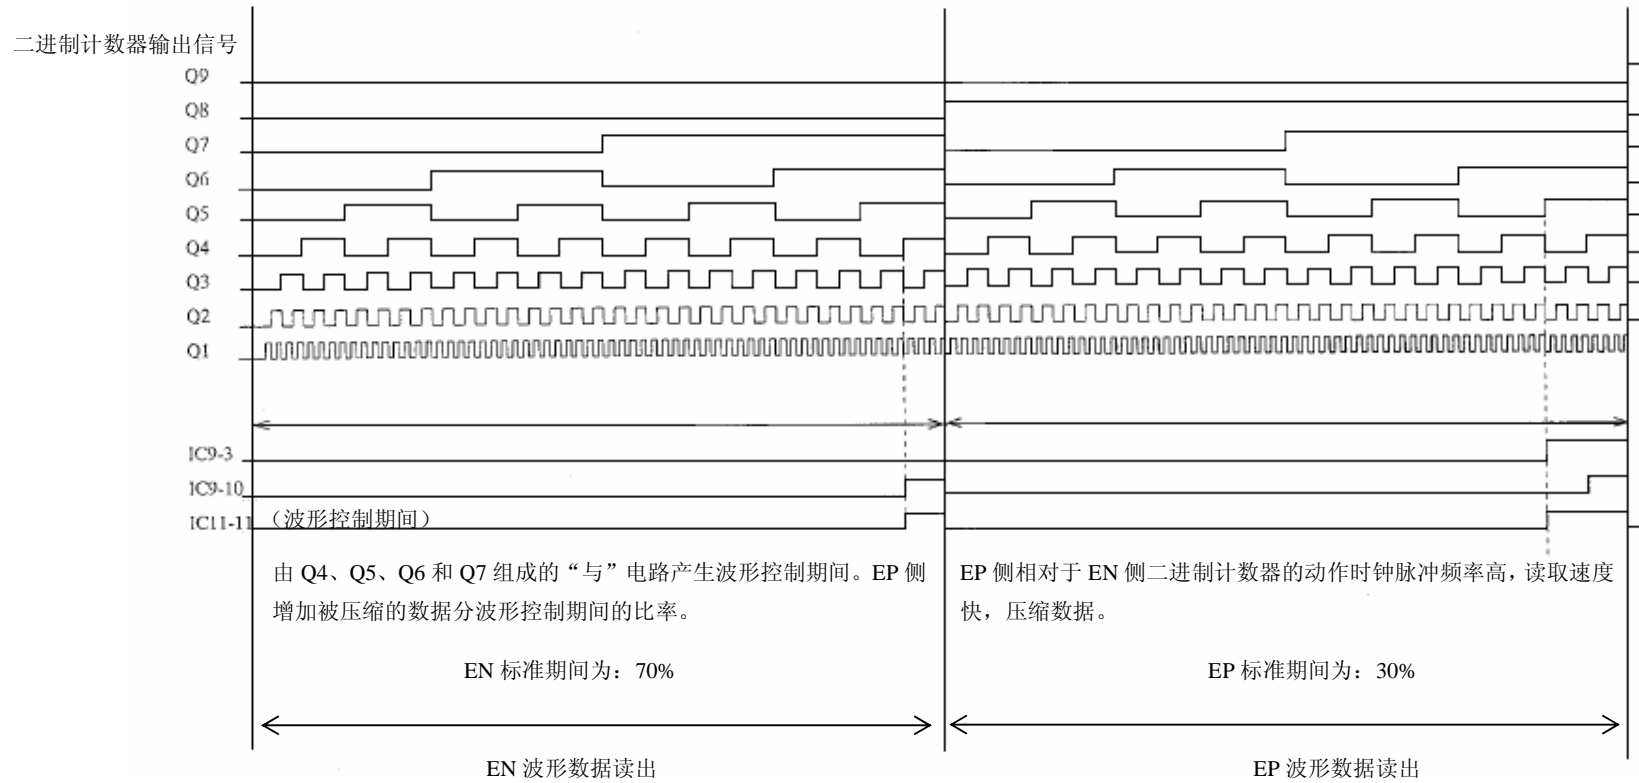 二进制计数器输出信号
Q9
Q8
Q7
Q6
Q5
Q4
Q3
Q2
Q1
IC9-3
IC9-10
IC11-11
(波形控制期间)
由 Q4、Q5、Q6 和 Q7 组成的“与”电路产生波形控制期间。EP 侧
增加被压缩的数据分波形控制期间的比率。
EP 侧相对于 EN 侧二进制计数器的动作时钟脉冲频率高，读取速度
快，压缩数据。
EN 标准期间为：70%
EP 标准期间为：30%
EN 波形数据读出
EP 波形数据读出